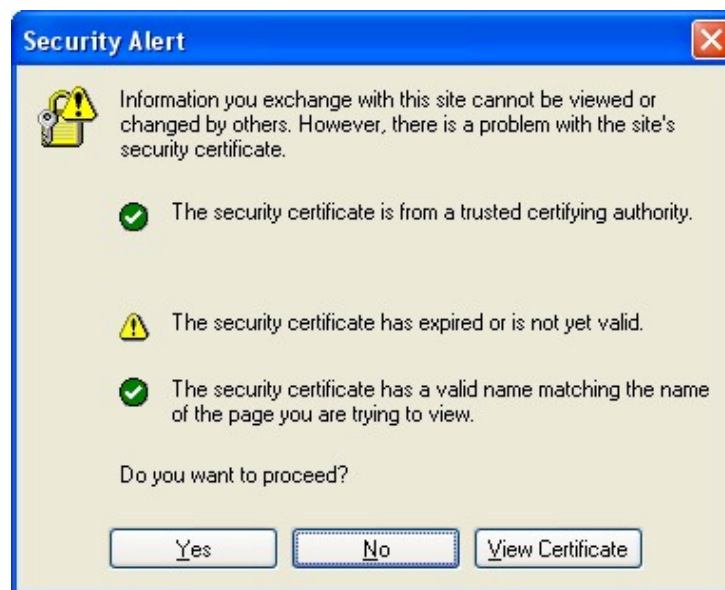 Security Alert
Information you exchange with this site cannot be viewed or
changed by others. However, there is a problem with the site's
security certificate.
The security certificate is from a trusted certifying authority.
The security certificate has expired or is not yet valid.
The security certificate has a valid name matching the name
of the page you are trying to view.
Do you want to proceed?
Yes No View Certificate